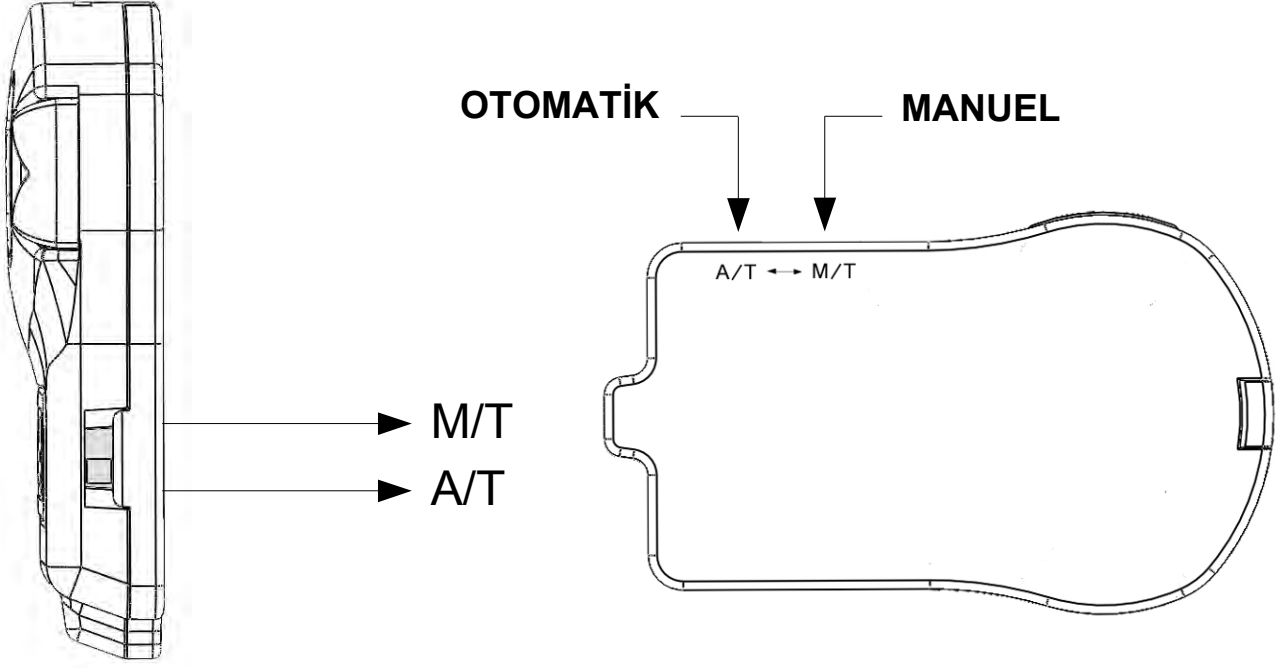 OTOMATİK
MANUEL
A/T ↔ M/T
M/T
A/T